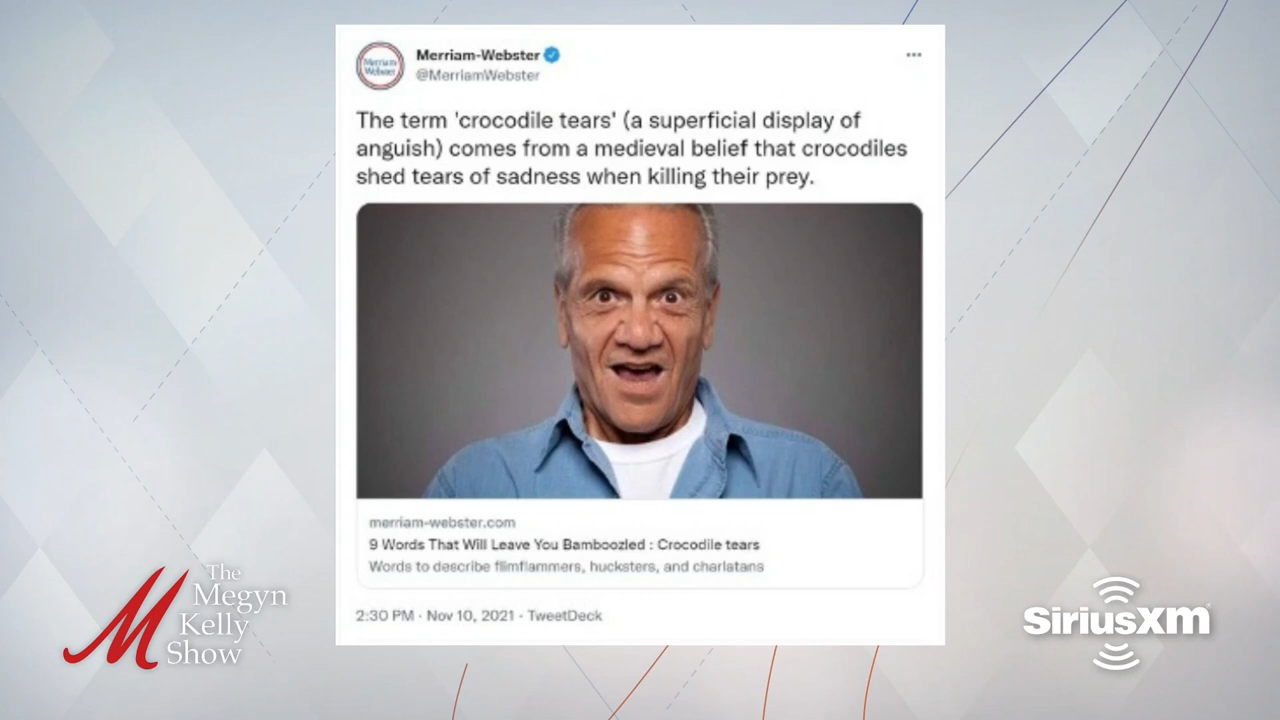 Merriam-Webster
@MerriamWebster
Merriam
Webster
The term 'crocodile tears' (a superficial display of
anguish) comes from a medieval belief that crocodiles
shed tears of sadness when killing their prey.
merriam-webster.com
9 Words That Will Leave You Bamboozled : Crocodile tears
Words to describe flimflammers, hucksters, and charlatans
2:30 PM · Nov 10, 2021 · TweetDeck
The
Megyn
Kelly
Show
M
SiriusXM